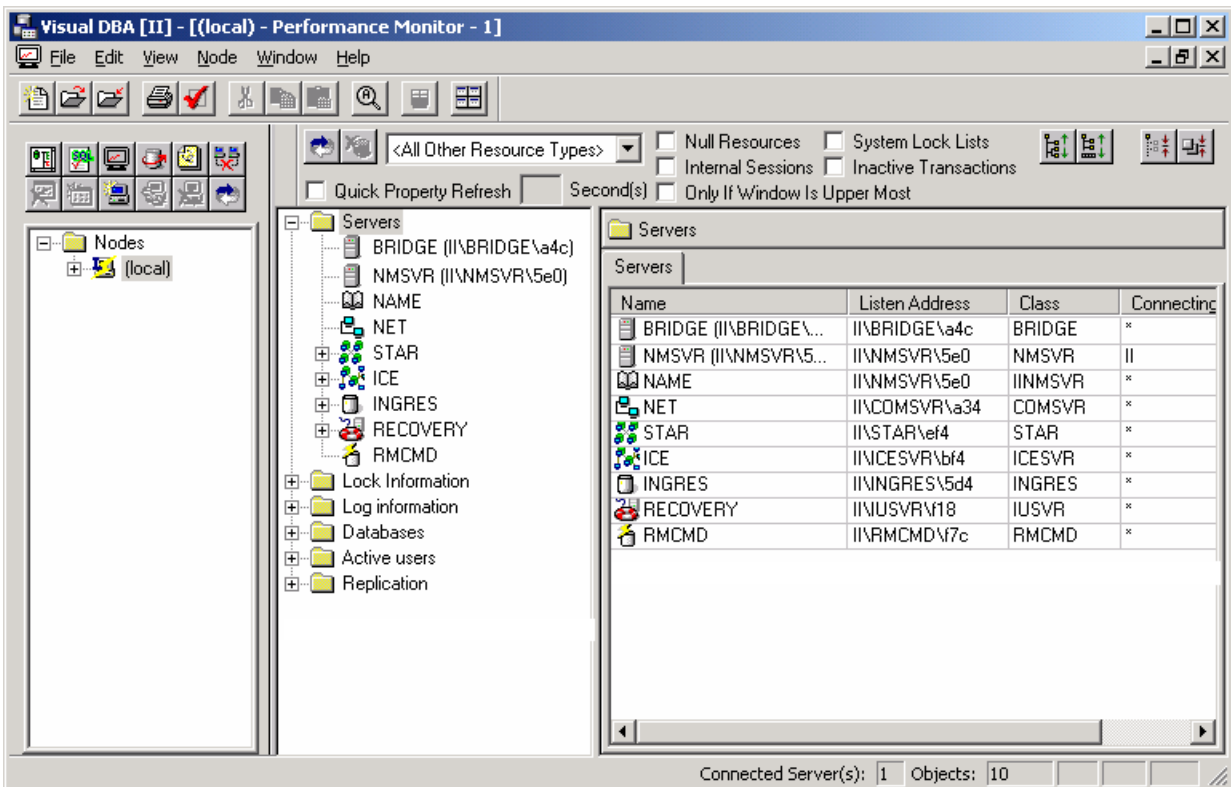 Visual DBA [II] - [(local) - Performance Monitor - 1]
File Edit View Node Window Help
<All Other Resource Types>
Null Resources
System Lock Lists
Internal Sessions
Inactive Transactions
Quick Property Refresh
Second(s)
Only If Window Is Upper Most
Nodes
(local)
Servers
BRIDGE (II\BRIDGE\a4c)
NMSVR (II\NMSVR\5e0)
NAME
NET
STAR
ICE
INGRES
RECOVERY
RMCMD
Lock Information
Log information
Databases
Active users
Replication
Servers
Servers
Name Listen Address Class Connecting
BRIDGE (II\BRIDGE\... II\BRIDGE\a4c BRIDGE *
NMSVR (II\NMSVR\5... II\NMSVR\5e0 NMSVR II
NAME II\NMSVR\5e0 IINMSVR *
NET II\COMSVR\a34 COMSVR *
STAR II\STAR\ef4 STAR *
ICE II\ICESVR\bf4 ICESVR *
INGRES II\INGRES\5d4 INGRES *
RECOVERY II\IUSVR\f18 IUSVR *
RMCMD II\RMCMD\f7c RMCMD *
Connected Server(s): 1 Objects: 10